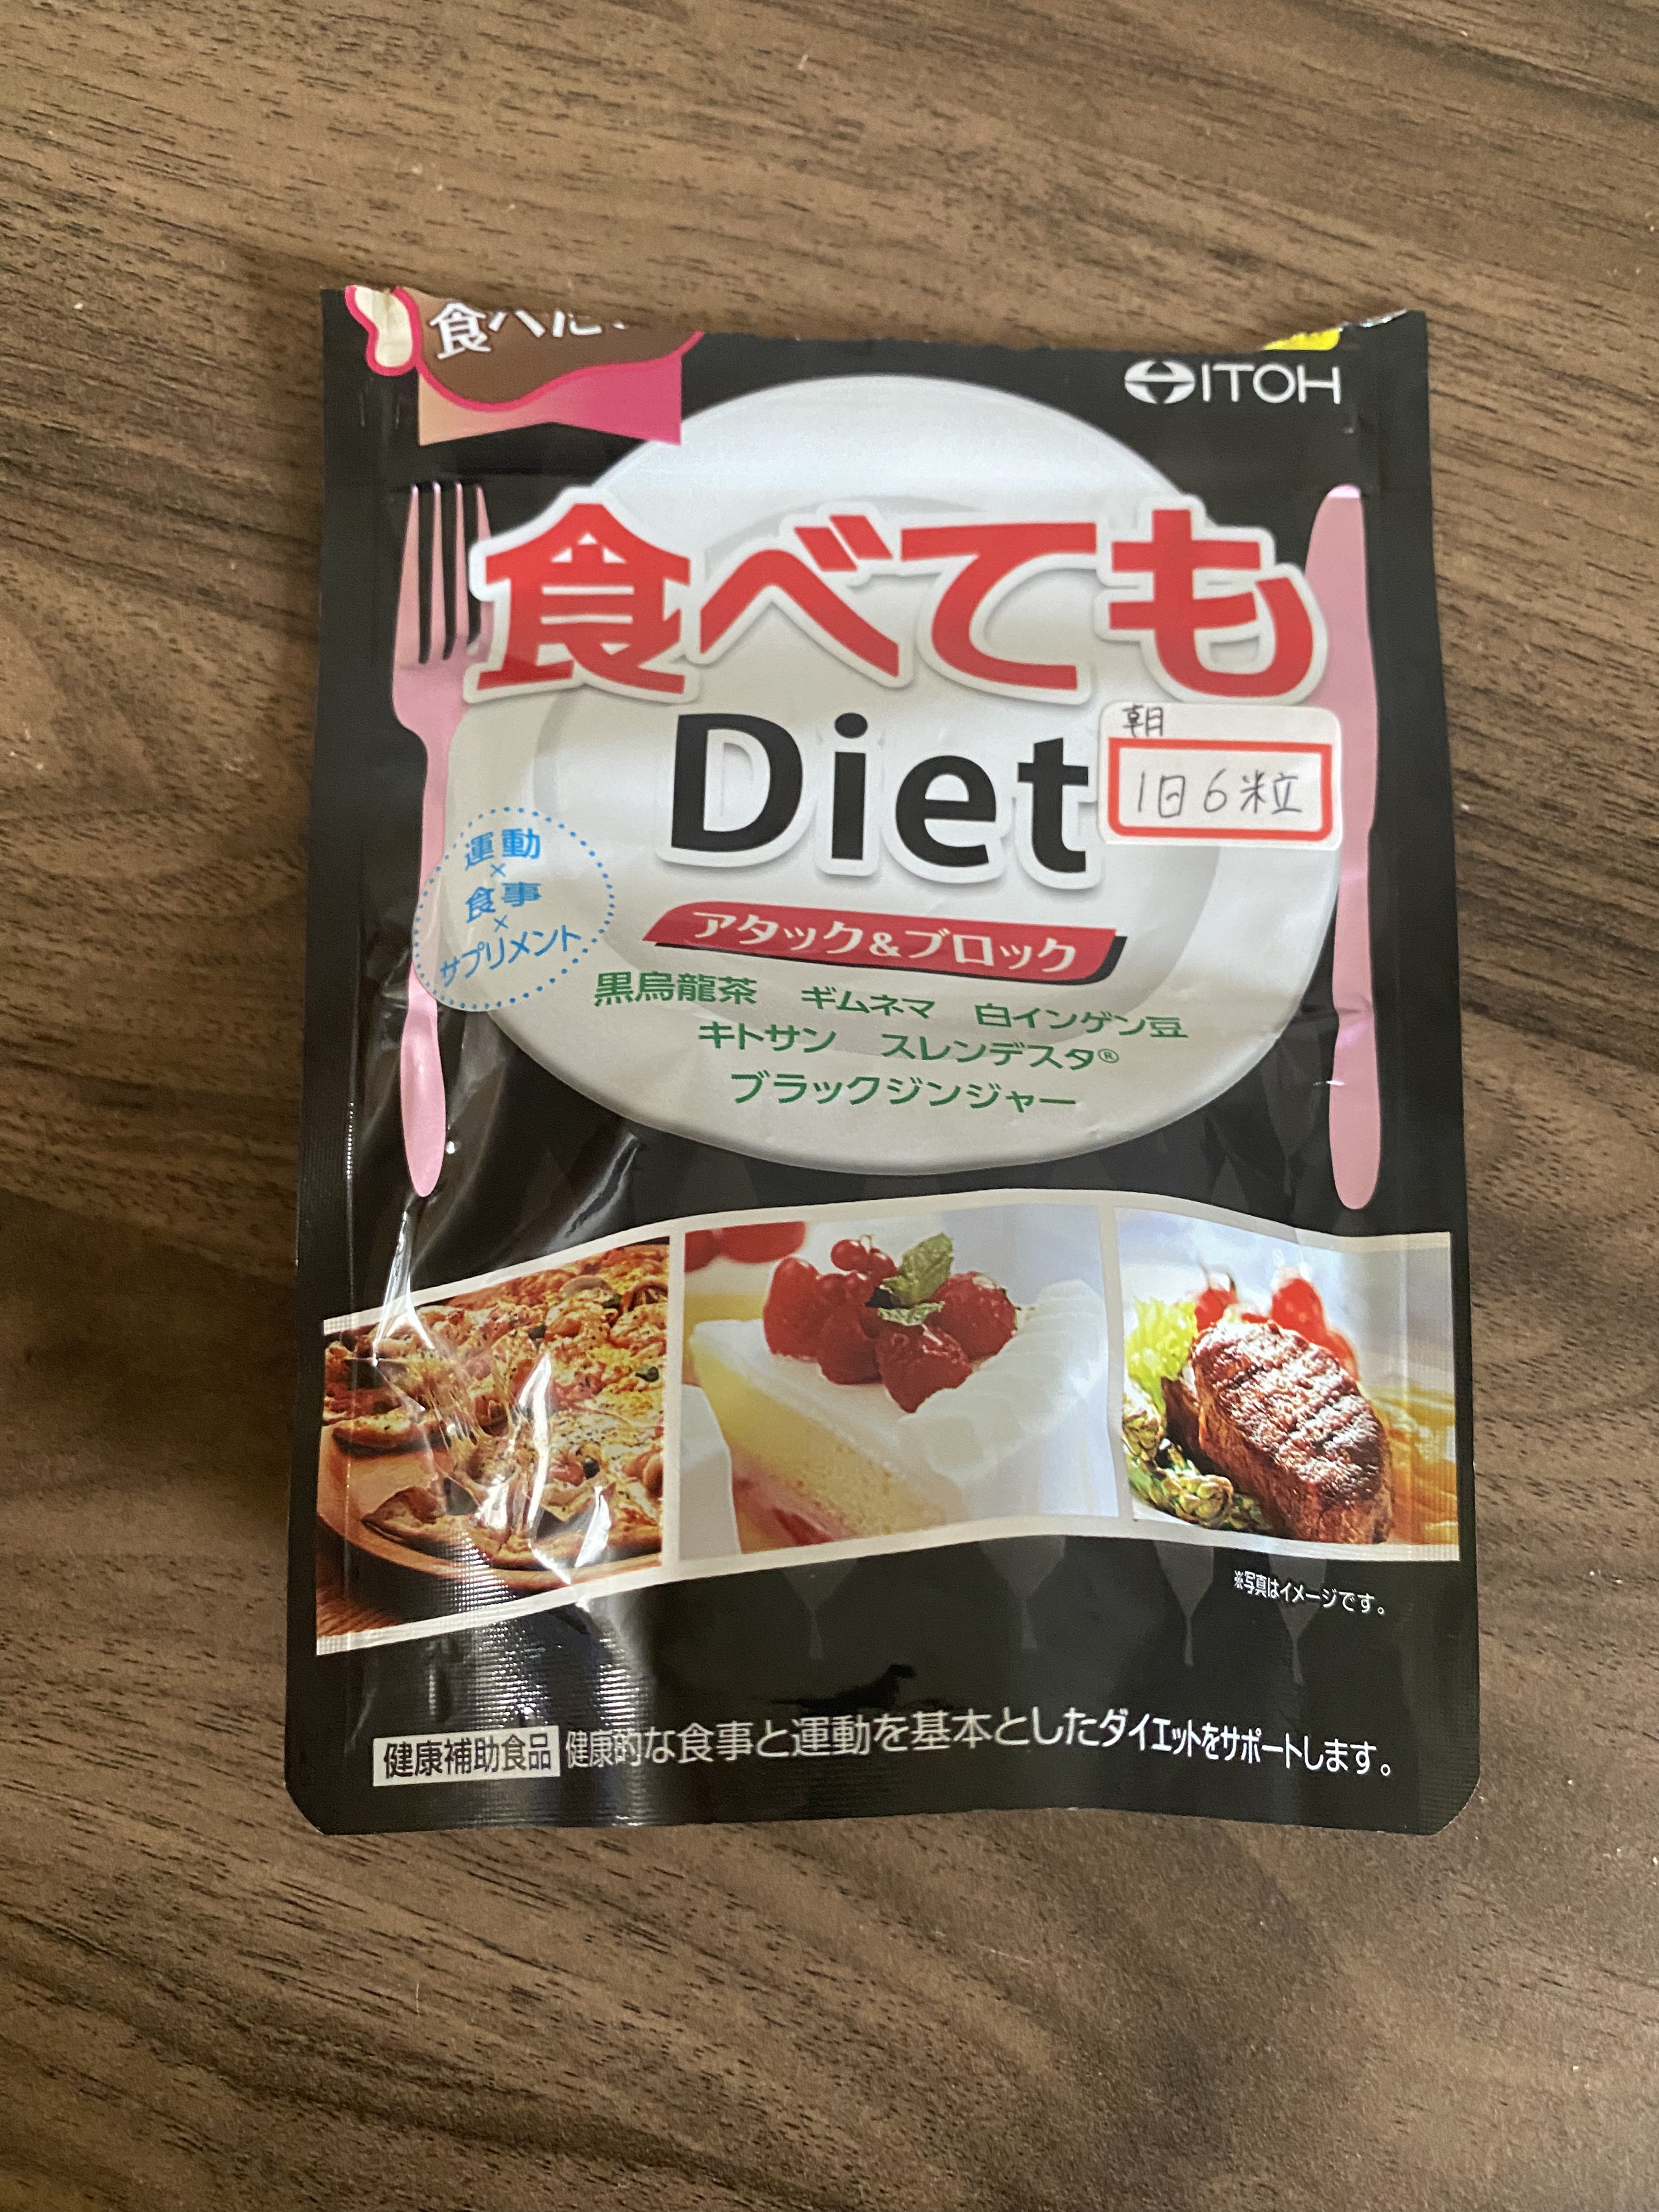 ITOH
食べても
Diet
朝
1日6粒
運動
×
食事
×
サプリメント
アタック&ブロック
黒烏龍茶 ギムネマ 白インゲン豆
キトサン スレンデスタ®
ブラックジンジャー
※写真はイメージです。
健康補助食品 健康的な食事と運動を基本としたダイエットをサポートします。